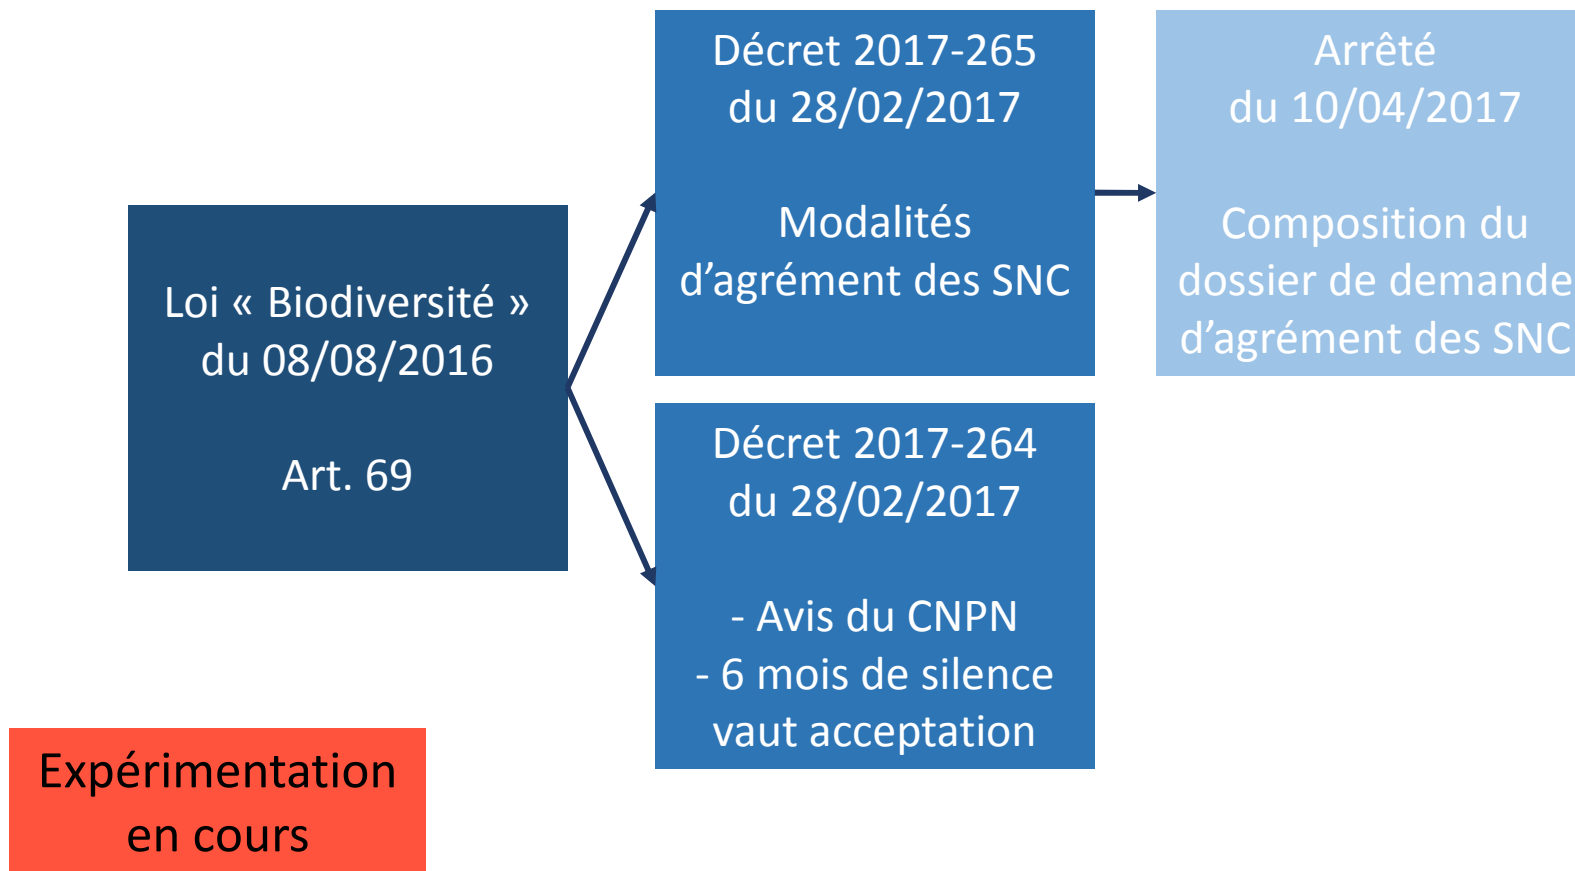 Loi « Biodiversité »
du 08/08/2016
Art. 69
Décret 2017-265
du 28/02/2017
Modalités
d’agrément des SNC
Arrêté
du 10/04/2017
Composition du
dossier de demande
d’agrément des SNC
Décret 2017-264
du 28/02/2017
- Avis du CNPN
- 6 mois de silence
vaut acceptation
Expérimentation
en cours